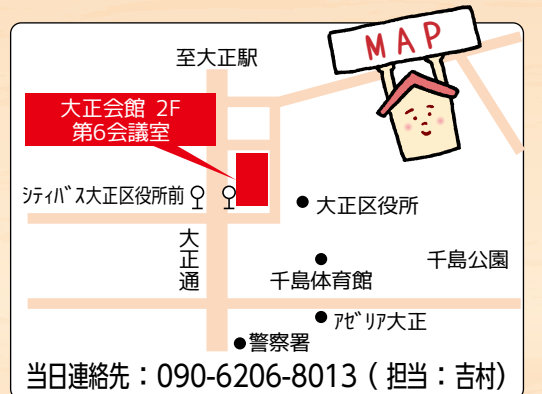 MAP
至大正駅
大正会館 2F
第6会議室
ｼﾃｨﾊﾞｽ大正区役所前
大正区役所
大正通
千島公園
千島体育館
ｱｾﾞﾘｱ大正
警察署
当日連絡先：090-6206-8013（担当：吉村）